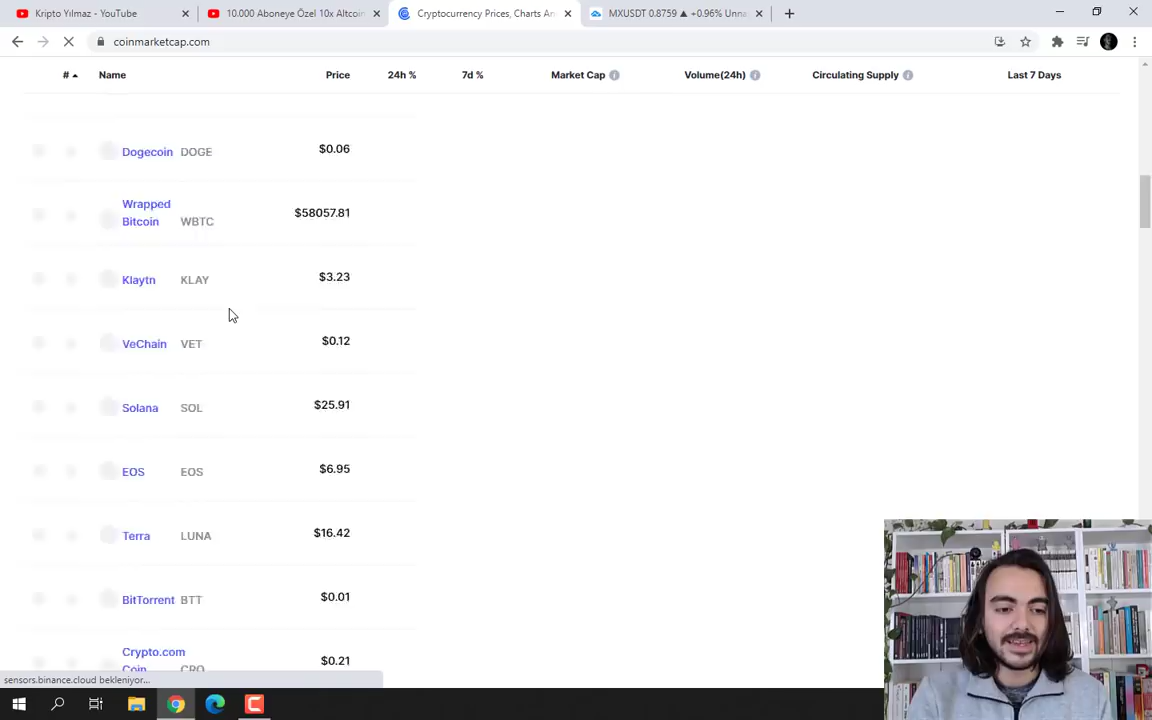 Kripto Yılmaz - YouTube
10.000 Aboneye Özel 10x Altcoin
Cryptocurrency Prices, Charts An
MXUSDT 0.8759 ▲ +0.96% Unna
coinmarketcap.com
# Name Price 24h % 7d % Market Cap Volume(24h) Circulating Supply Last 7 Days
Dogecoin DOGE $0.06
Wrapped
Bitcoin WBTC $58057.81
Klaytn KLAY $3.23
VeChain VET $0.12
Solana SOL $25.91
EOS EOS $6.95
Terra LUNA $16.42
BitTorrent BTT $0.01
Crypto.com
Coin CRO $0.21
sensors.binance.cloud bekleniyor...